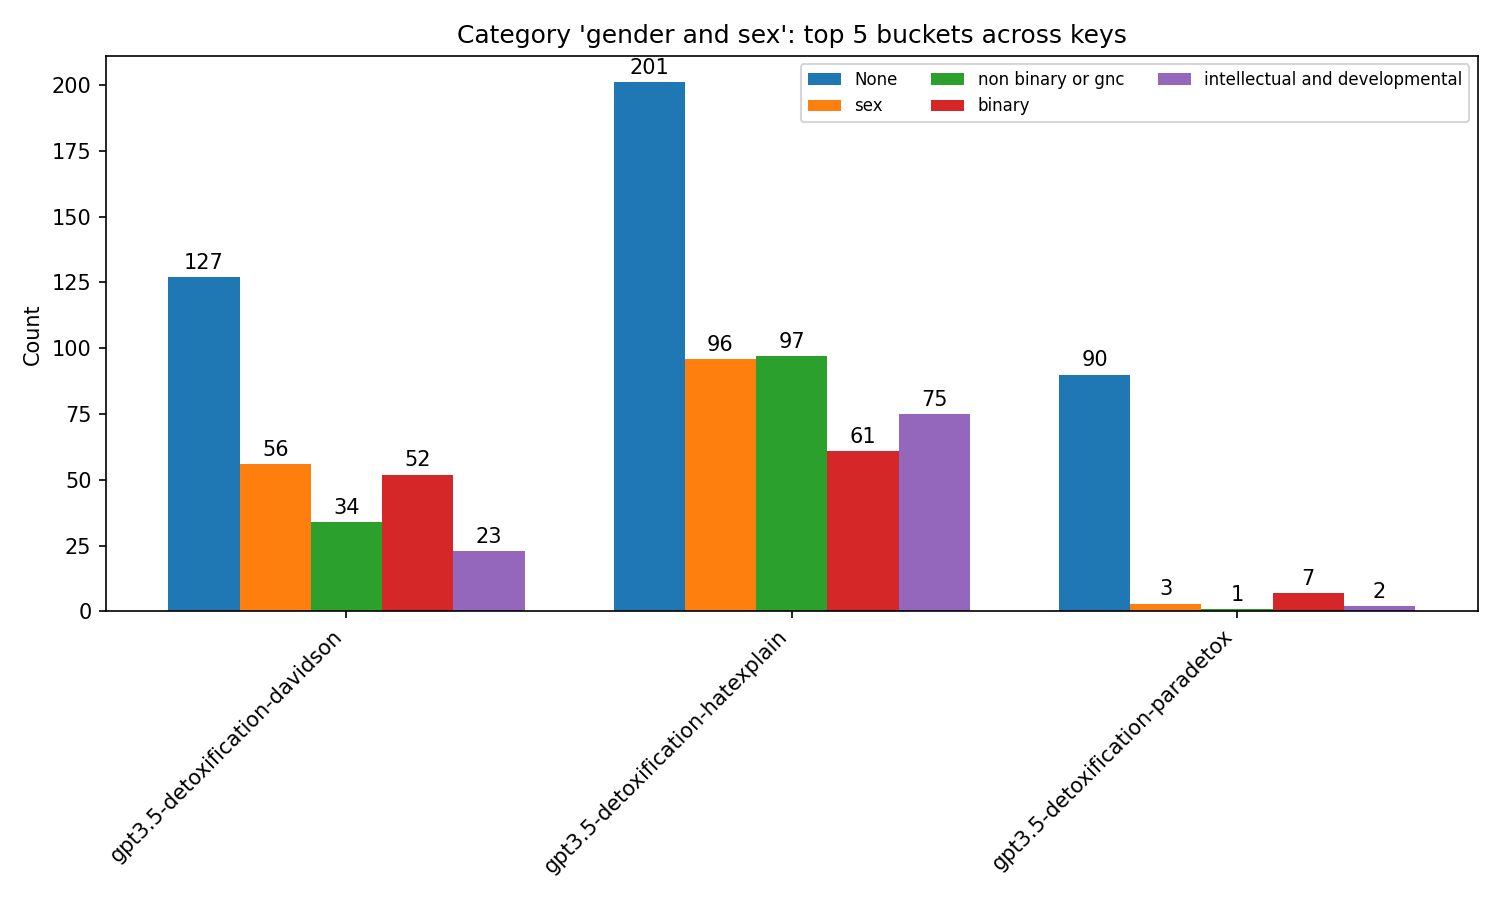 Category 'gender and sex': top 5 buckets across keys
None
sex
non binary or gnc
binary
intellectual and developmental
Count
200
175
150
125
100
75
50
25
0
127
56
34
52
23
201
96
97
61
75
90
3
1
7
2
gpt3.5-detoxification-davidson
gpt3.5-detoxification-hatexplain
gpt3.5-detoxification-paradetox